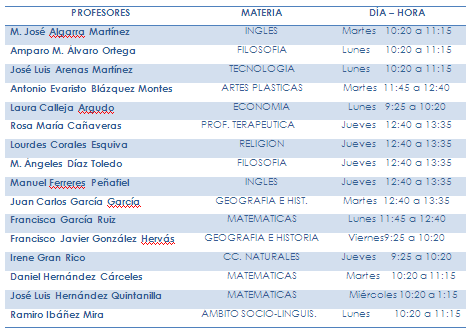 PROFESORES MATERIA DÍA – HORA
M. José Algarra Martínez INGLES Martes 10:20 a 11:15
Amparo M. Álvaro Ortega FILOSOFIA Lunes 10:20 a 11:15
José Luis Arenas Martínez TECNOLOGIA Lunes 10:20 a 11:15
Antonio Evaristo Blázquez Montes ARTES PLASTICAS Martes 11:45 a 12:40
Laura Calleja Argudo ECONOMIA Lunes 9:25 a 10:20
Rosa María Cañaveras PROF. TERAPEUTICA Jueves 12:40 a 13:35
Lourdes Corales Esquiva RELIGION Jueves 12:40 a 13:35
M. Ángeles Díaz Toledo FILOSOFIA Jueves 12:40 a 13:35
Manuel Ferreres Peñafiel INGLES Jueves 12:40 a 13:35
Juan Carlos García García GEOGRAFIA E HIST. Martes 12:40 a 13:35
Francisca García Ruiz MATEMATICAS Lunes 11:45 a 12:40
Francisco Javier González Hervás GEOGRAFIA E HISTORIA Viernes9:25 a 10:20
Irene Gran Rico CC. NATURALES Jueves 9:25 a 10:20
Daniel Hernández Cárceles MATEMATICAS Martes 10:20 a 11:15
José Luis Hernández Quintanilla MATEMATICAS Miércoles 10:20 a 1:15
Ramiro Ibáñez Mira AMBITO SOCIO-LINGUIS. Lunes 10:20 a 11:15